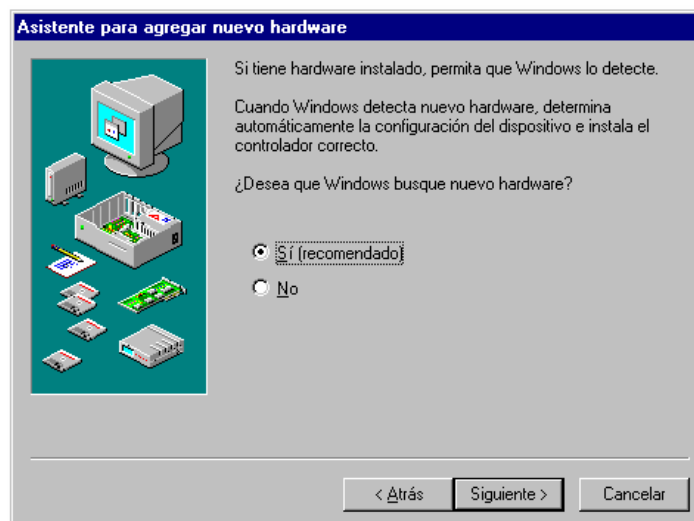 Asistente para agregar nuevo hardware
Si tiene hardware instalado, permita que Windows lo detecte.
Cuando Windows detecta nuevo hardware, determina
automáticamente la configuración del dispositivo e instala el
controlador correcto.
¿Desea que Windows busque nuevo hardware?
Sí (recomendado)
No
< Atrás
Siguiente >
Cancelar